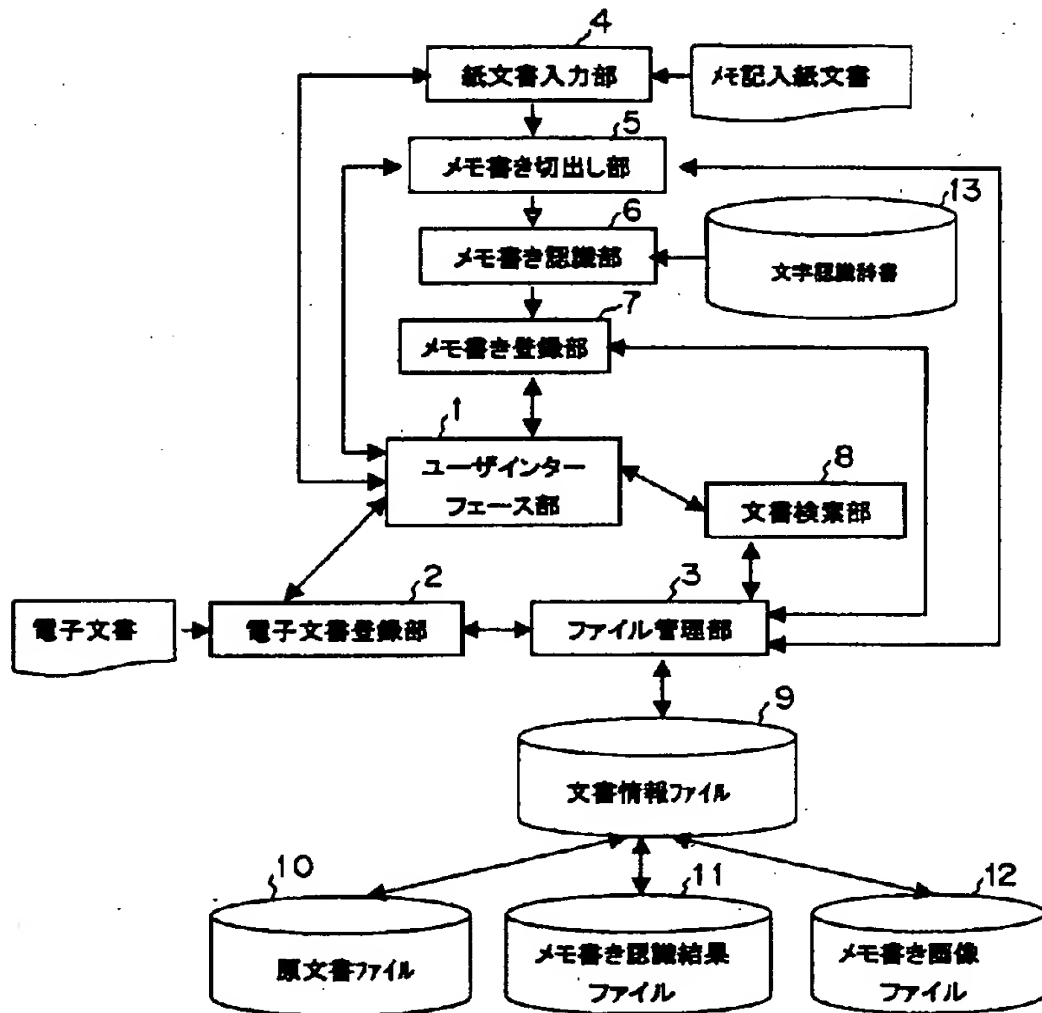 4
紙文書入力部
メモ記入紙文書
5
メモ書き切出し部
6
メモ書き認識部
13
文字認識辞書
7
メモ書き登録部
1
ユーザインター
フェース部
8
文書検索部
電子文書
2
電子文書登録部
3
ファイル管理部
9
文書情報ファイル
10
原文書ファイル
11
メモ書き認識結果
ファイル
12
メモ書き画像
ファイル